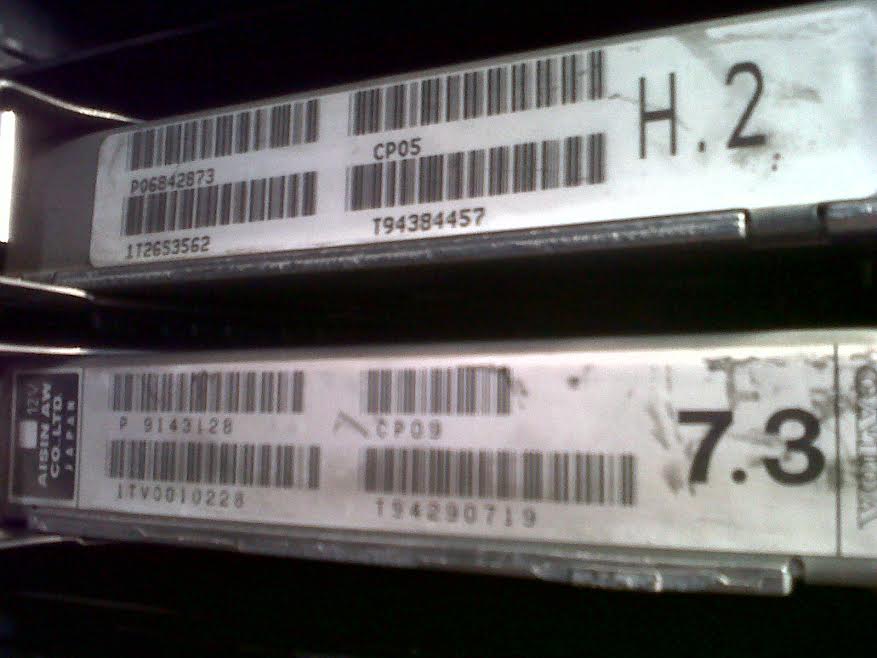 H.2
P06842873
CP05
1T2653562
T94384457
12V
AISIN AW
CO.LTD.
JAPAN
P 9143128
CP09
7.3
1TV0010228
T94290719